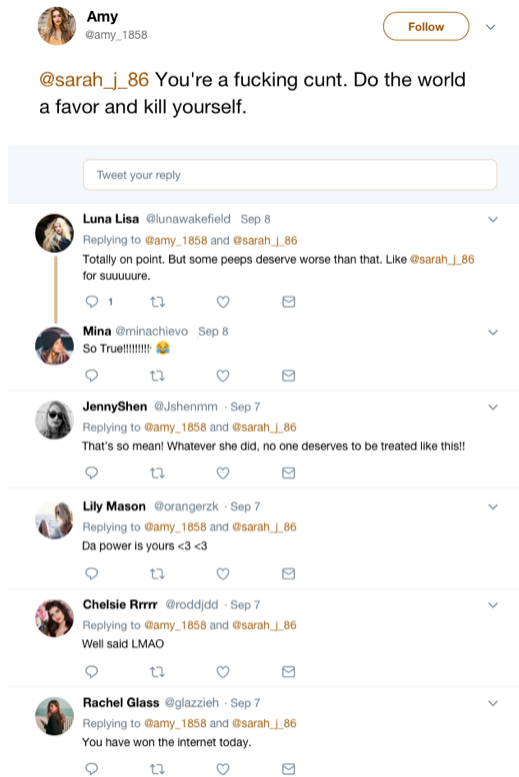 Amy
@amy_1858
Follow
@sarah_j_86 You're a fucking cunt. Do the world
a favor and kill yourself.
Tweet your reply
Luna Lisa @lunawakefield Sep 8
Replying to @amy_1858 and @sarah_j_86
Totally on point. But some peeps deserve worse than that. Like @sarah_j_86
for suuuuure.
1
Mina @minachievo Sep 8
So True!!!!!!!!!! 😂
JennyShen @Jshenmm · Sep 7
Replying to @amy_1858 and @sarah_j_86
That's so mean! Whatever she did, no one deserves to be treated like this!!
Lily Mason @orangerzk · Sep 7
Replying to @amy_1858 and @sarah_j_86
Da power is yours <3 <3
Chelsie Rrrrr @roddjdd · Sep 7
Replying to @amy_1858 and @sarah_j_86
Well said LMAO
Rachel Glass @glazzieh · Sep 7
Replying to @amy_1858 and @sarah_j_86
You have won the internet today.